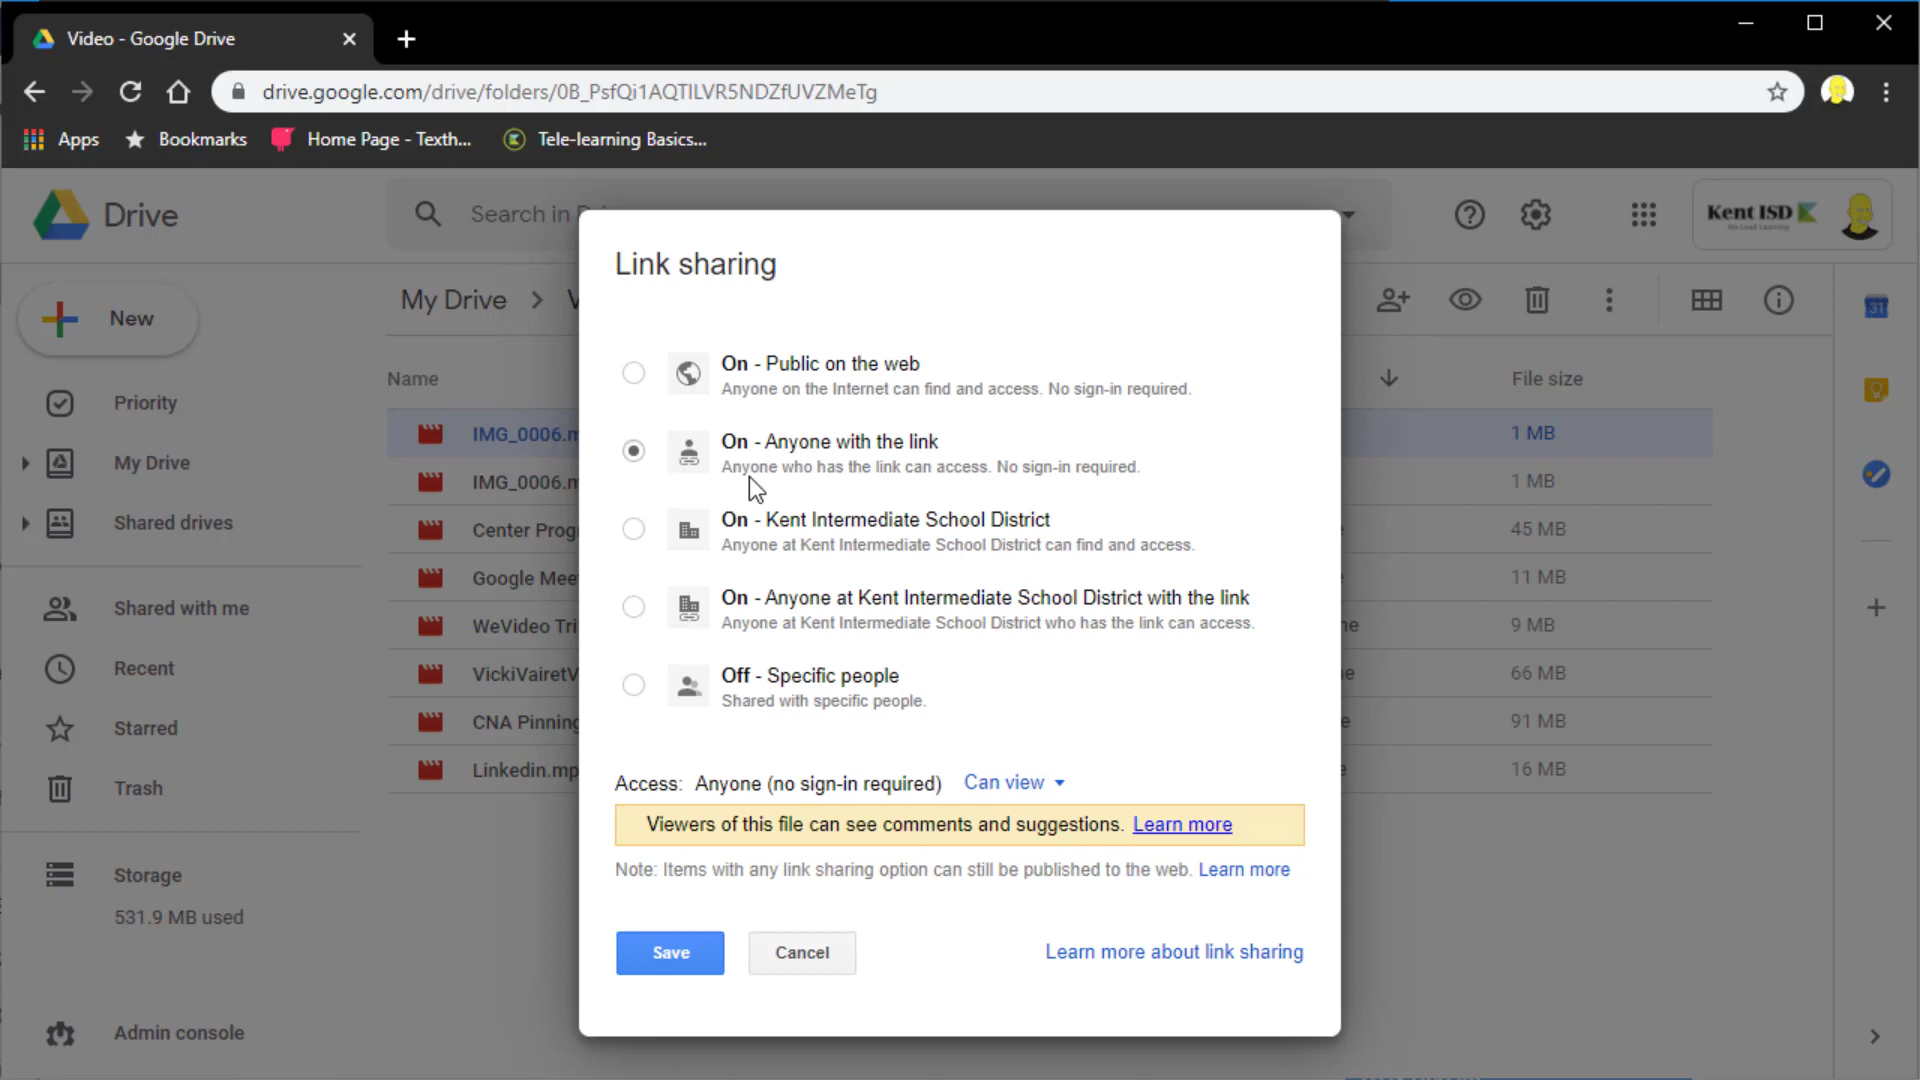 Video - Google Drive
drive.google.com/drive/folders/0B_PsfQi1AQTlLVR5NDZfUVZMeTg
Apps
Bookmarks
Home Page - Texth...
Tele-learning Basics...
Drive
Search in
Kent ISD
Link sharing
My Drive
New
On - Public on the web
Anyone on the Internet can find and access. No sign-in required.
Name
File size
Priority
IMG_0006.m
1 MB
On - Anyone with the link
Anyone who has the link can access. No sign-in required.
My Drive
IMG_0006.m
1 MB
Shared drives
Center Prog
45 MB
On - Kent Intermediate School District
Anyone at Kent Intermediate School District can find and access.
Google Mee
11 MB
Shared with me
On - Anyone at Kent Intermediate School District with the link
Anyone at Kent Intermediate School District who has the link can access.
WeVideo Tri
9 MB
Recent
VickiVairetV
66 MB
Off - Specific people
Shared with specific people.
Starred
CNA Pinning
91 MB
Linkedin.mp
16 MB
Trash
Access: Anyone (no sign-in required) Can view
Viewers of this file can see comments and suggestions. Learn more
Note: Items with any link sharing option can still be published to the web. Learn more
Storage
531.9 MB used
Save
Cancel
Learn more about link sharing
Admin console
31